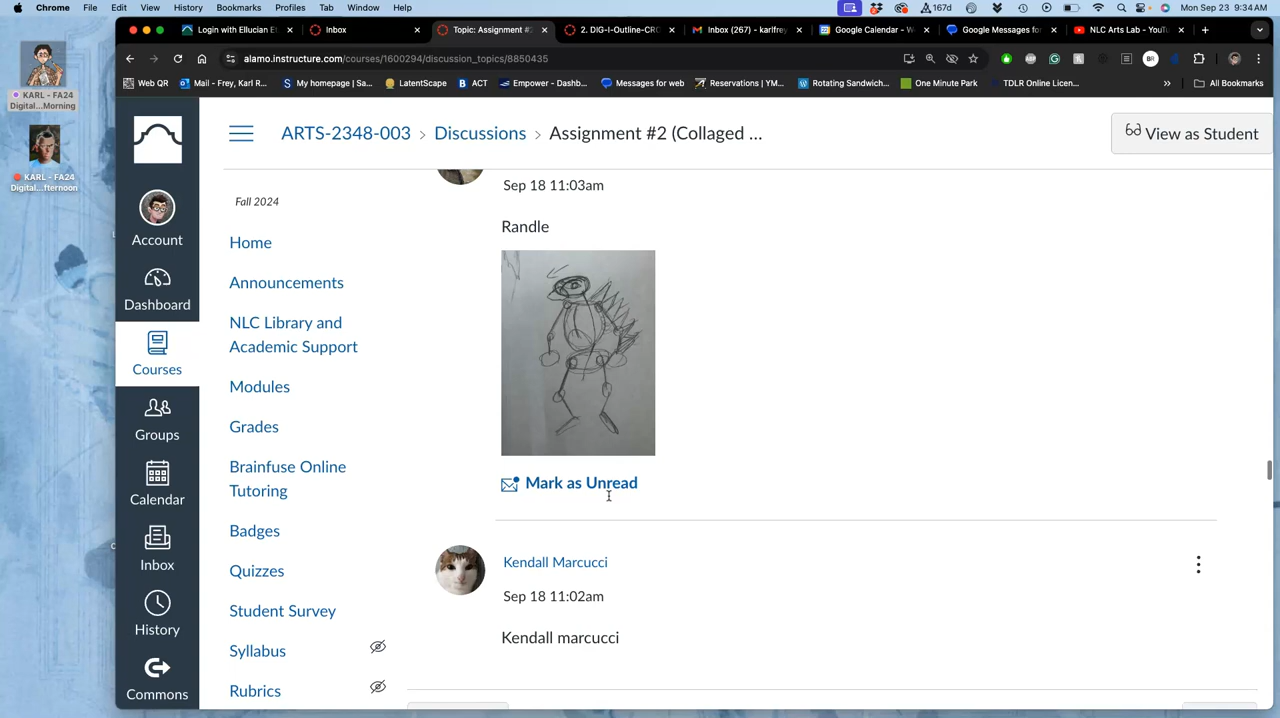 Chrome File Edit View History Bookmarks Profiles Tab Window Help 167d Mon Sep 23 9:34 AM
Login with Ellucian Et Inbox Topic: Assignment #: 2. DIG-I-Outline-CRC Inbox (267) - karlfrey Google Calendar - W Google Messages for NLC Arts Lab - YouTu
alamo.instructure.com/courses/1600294/discussion_topics/8850435
Web QR Mail - Frey, Karl R... My homepage | Sa... LatenSCAPE ACT Empower - Dashb... Messages for web Reservations | YM... Rotating Sandwich... One Minute Park TDLR Online Licen... » All Bookmarks
KARL - FA24
Digital...Morning
KARL - FA24
Digital...fternoon
ARTS-2348-003 › Discussions › Assignment #2 (Collaged ...
View as Student
Account
Dashboard
Courses
Groups
Calendar
Inbox
History
Commons
Fall 2024
Home
Announcements
NLC Library and
Academic Support
Modules
Grades
Brainfuse Online
Tutoring
Badges
Quizzes
Student Survey
Syllabus
Rubrics
Sep 18 11:03am
Randle
Mark as Unread
Kendall Marcucci
Sep 18 11:02am
Kendall marcucci